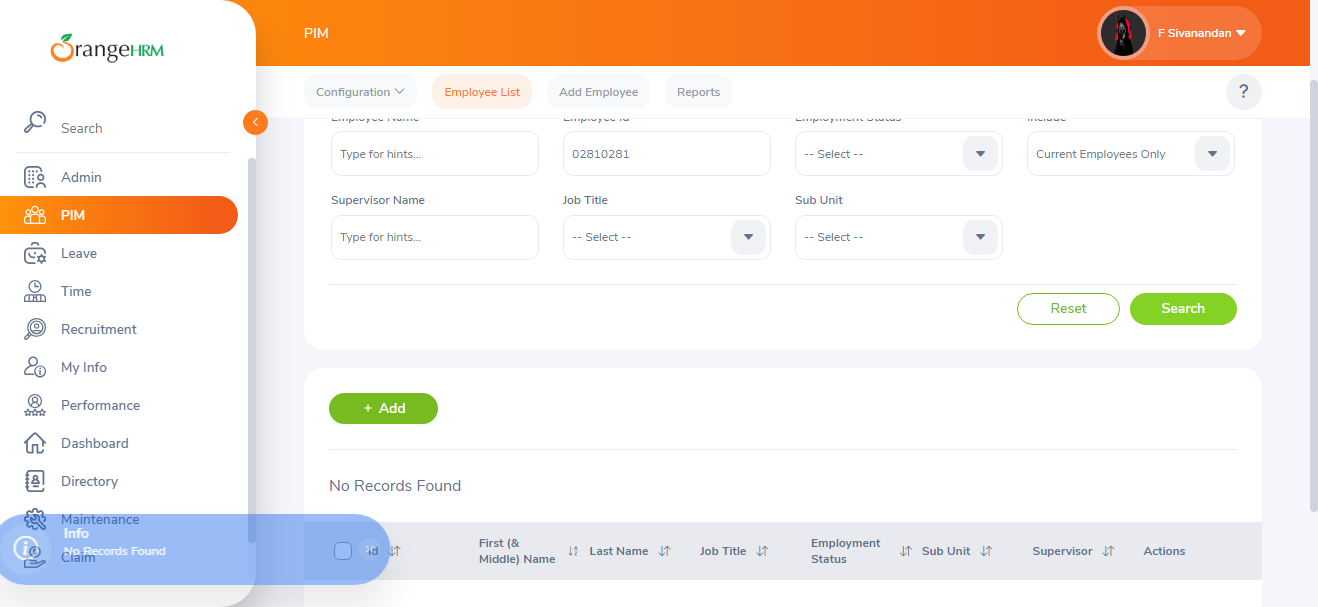 OrangeHRM
PIM
F Sivanandan
Configuration
Employee List
Add Employee
Reports
?
Search
Admin
PIM
Leave
Time
Recruitment
My Info
Performance
Dashboard
Directory
Maintenance
Claim
Employee Name
Employee Id
Employment Status
Include
Type for hints...
02810281
-- Select --
Current Employees Only
Supervisor Name
Job Title
Sub Unit
Type for hints...
-- Select --
-- Select --
Reset
Search
+ Add
No Records Found
Info
No Records Found
Id
First (& Middle) Name
Last Name
Job Title
Employment Status
Sub Unit
Supervisor
Actions